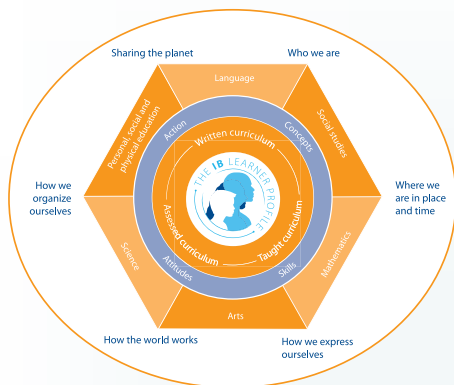 Sharing the planet
Who we are
Language
Personal, social and
physical education
Social studies
Action
Concepts
Written curriculum
THE IB LEARNER PROFILE
How we
organize
ourselves
Where we
are in place
and time
Assessed curriculum
Taught curriculum
Science
Mathematics
Attitudes
Skills
Arts
How the world works
How we express
ourselves